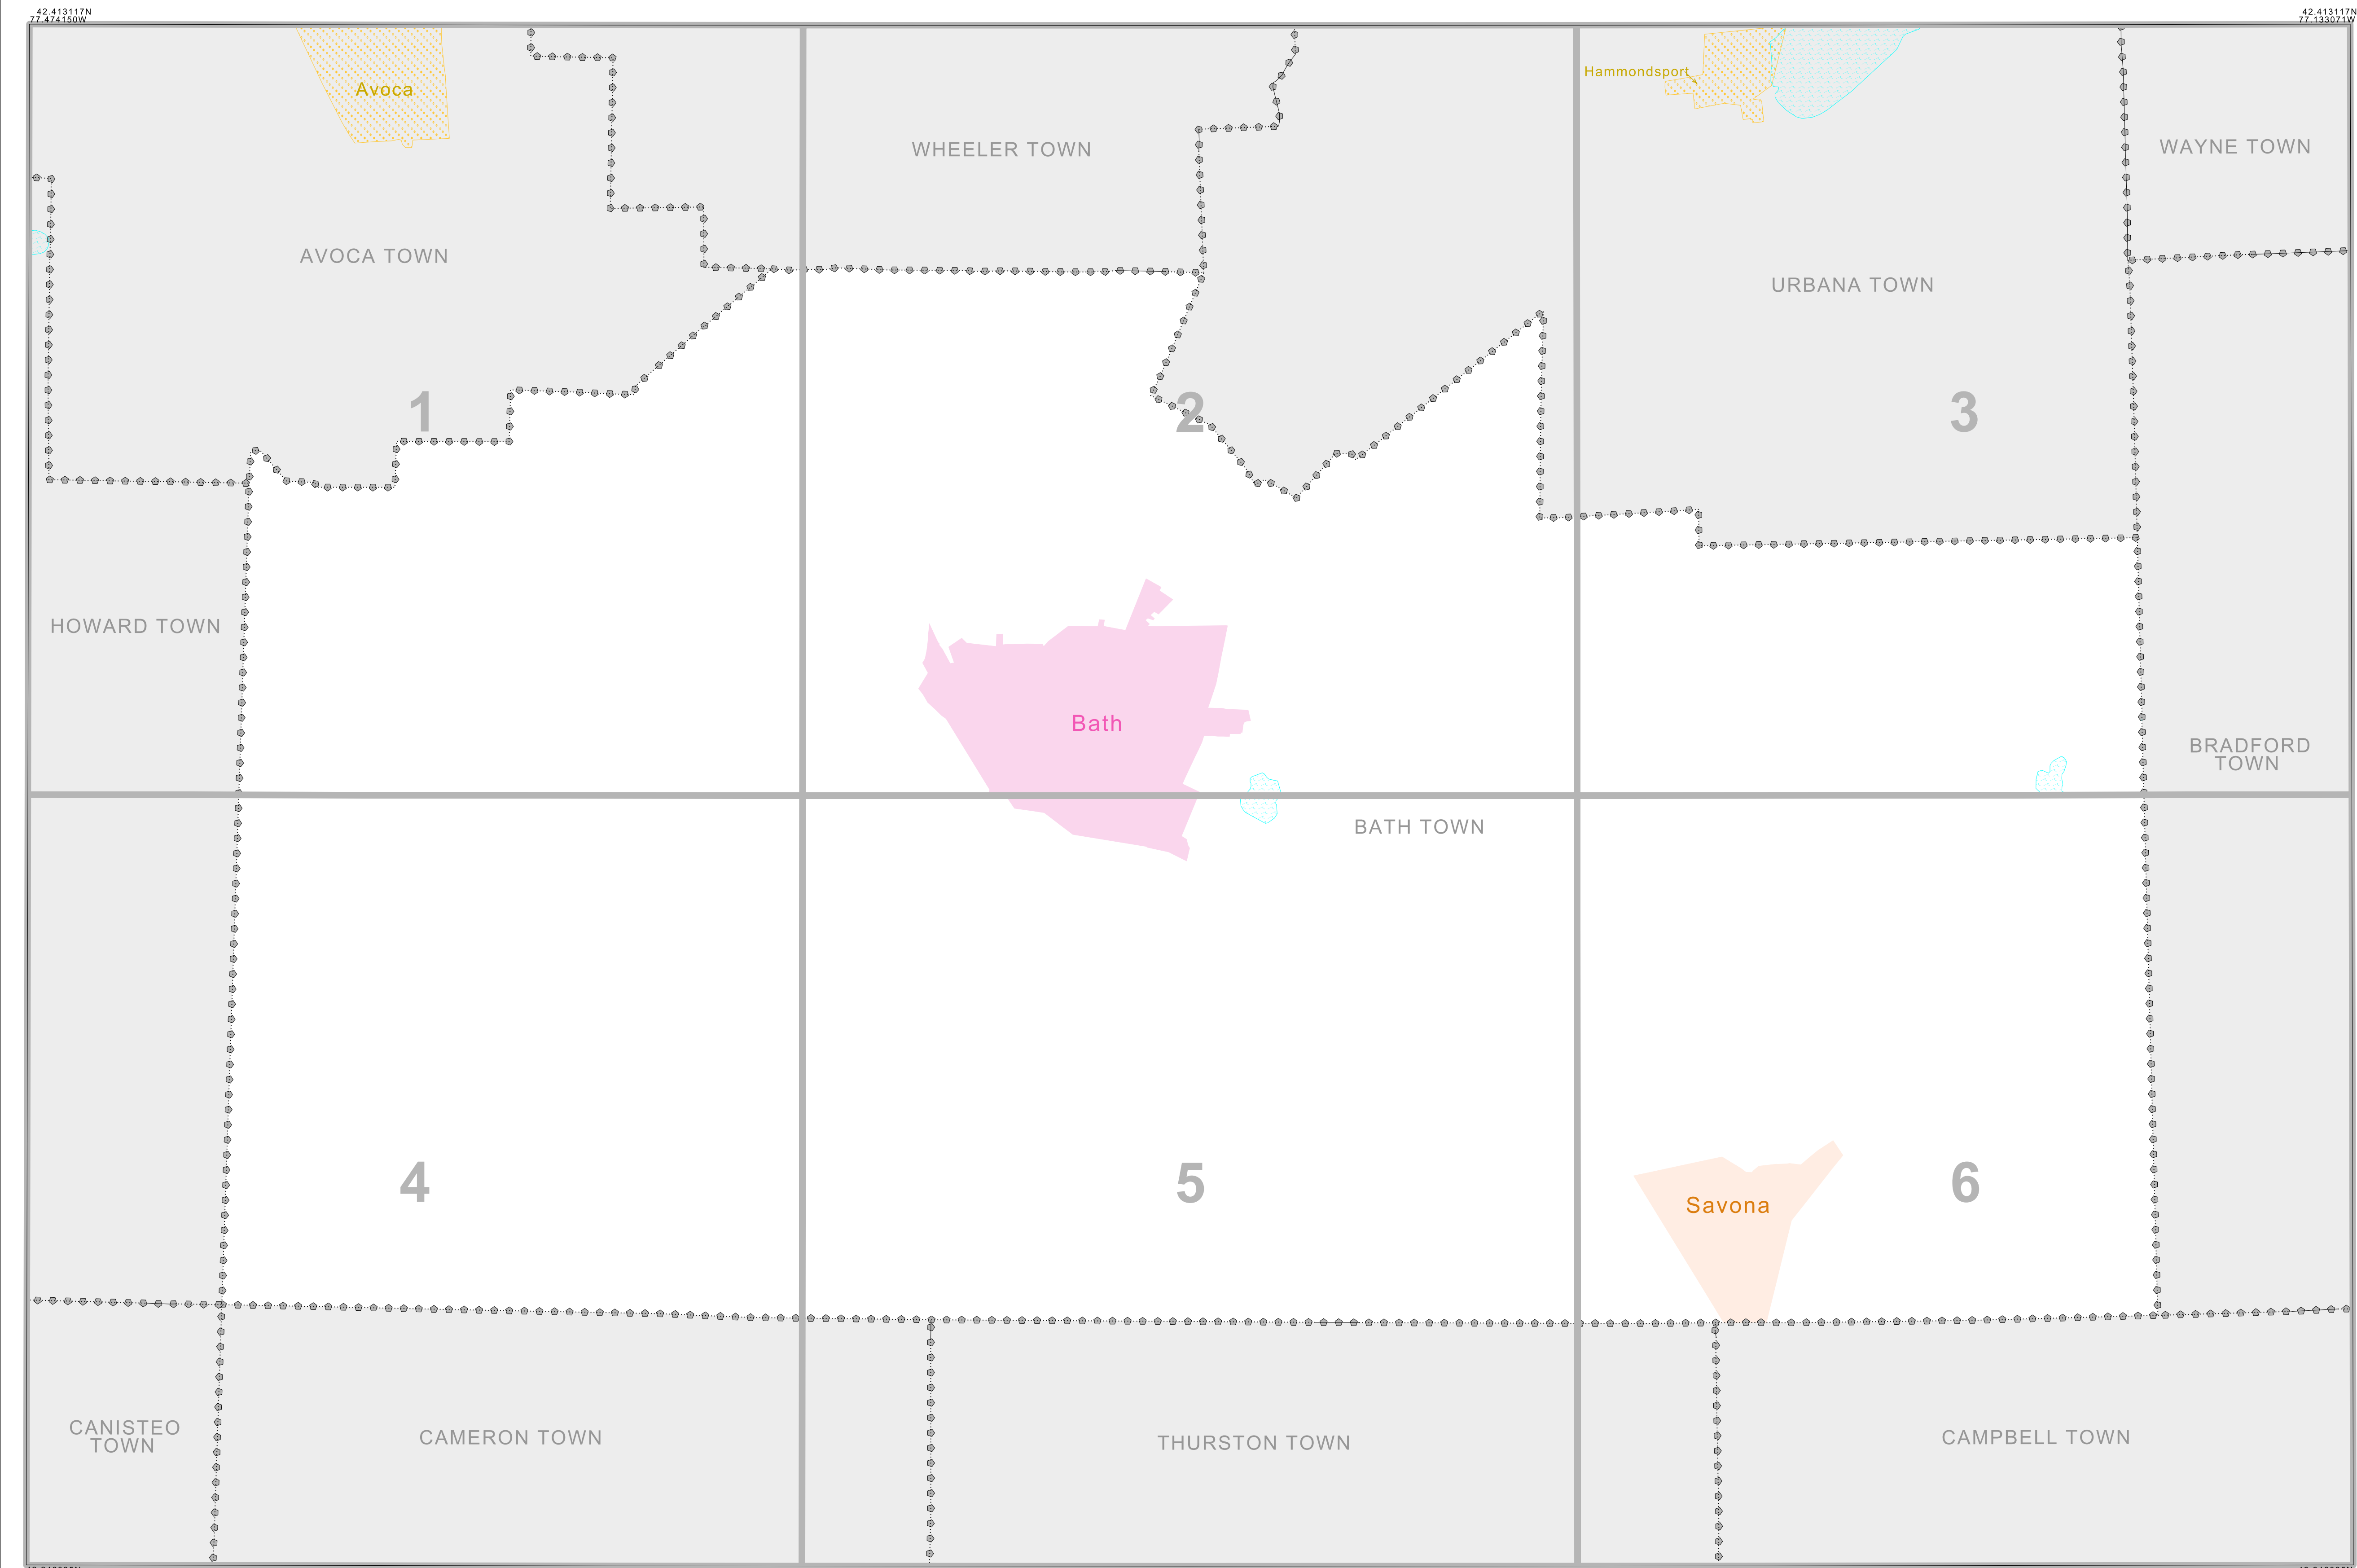 42.413117N
77.474150W
42.413117N
77.133071W
Hammondsport
Avoca
WHEELER TOWN
WAYNE TOWN
AVOCA TOWN
URBANA TOWN
1
2
3
HOWARD TOWN
Bath
BRADFORD
TOWN
BATH TOWN
4
5
6
Savona
CANISTEO
TOWN
CAMERON TOWN
THURSTON TOWN
CAMPBELL TOWN